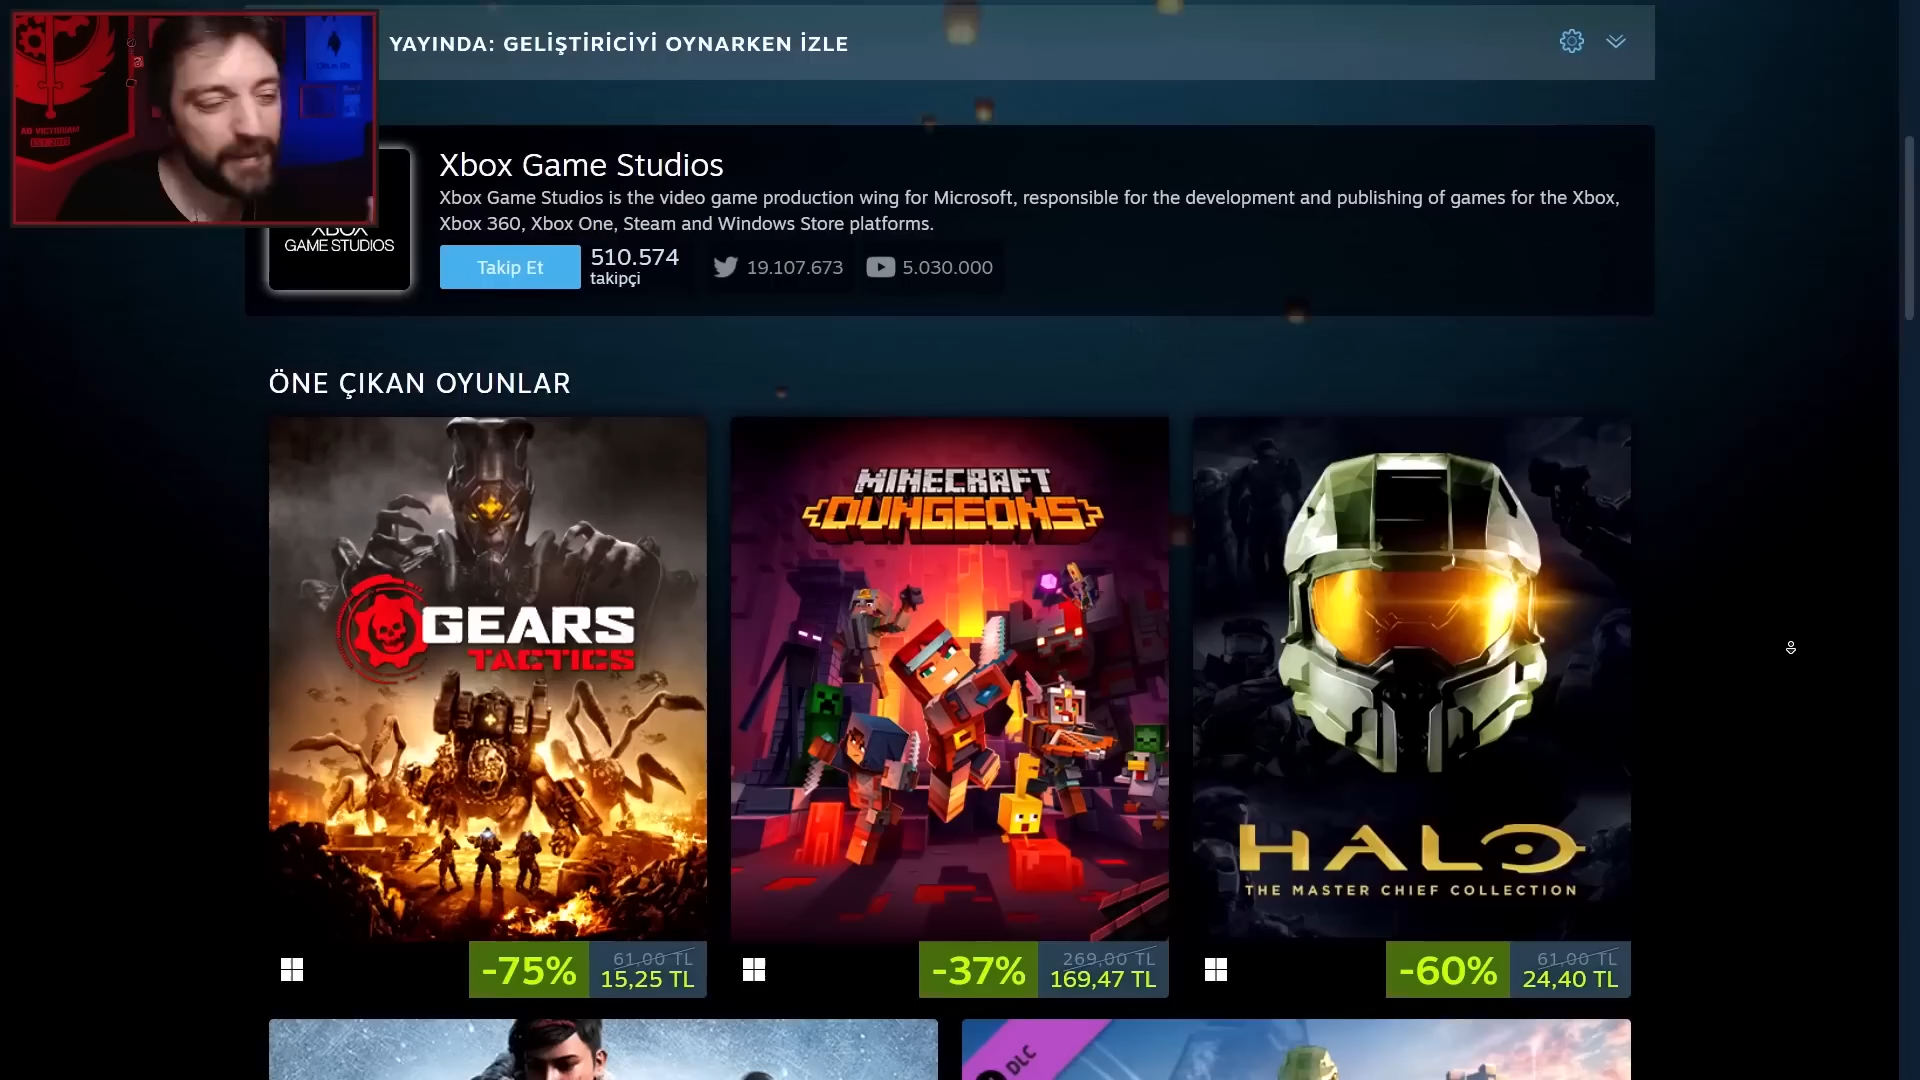 YAYINDA: GELİŞTİRİCİYİ OYNARKEN İZLE
AD VICTORIAM
Xbox Game Studios
Xbox Game Studios is the video game production wing for Microsoft, responsible for the development and publishing of games for the Xbox,
Xbox 360, Xbox One, Steam and Windows Store platforms.
XBOX
GAME STUDIOS
Takip Et
510.574
takipçi
19.107.673
5.030.000
ÖNE ÇIKAN OYUNLAR
GEARS
TACTICS
MINECRAFT
DUNGEONS
HALO
THE MASTER CHIEF COLLECTION
-75%
61,00 TL
15,25 TL
-37%
269,00 TL
169,47 TL
-60%
61,00 TL
24,40 TL
DLC